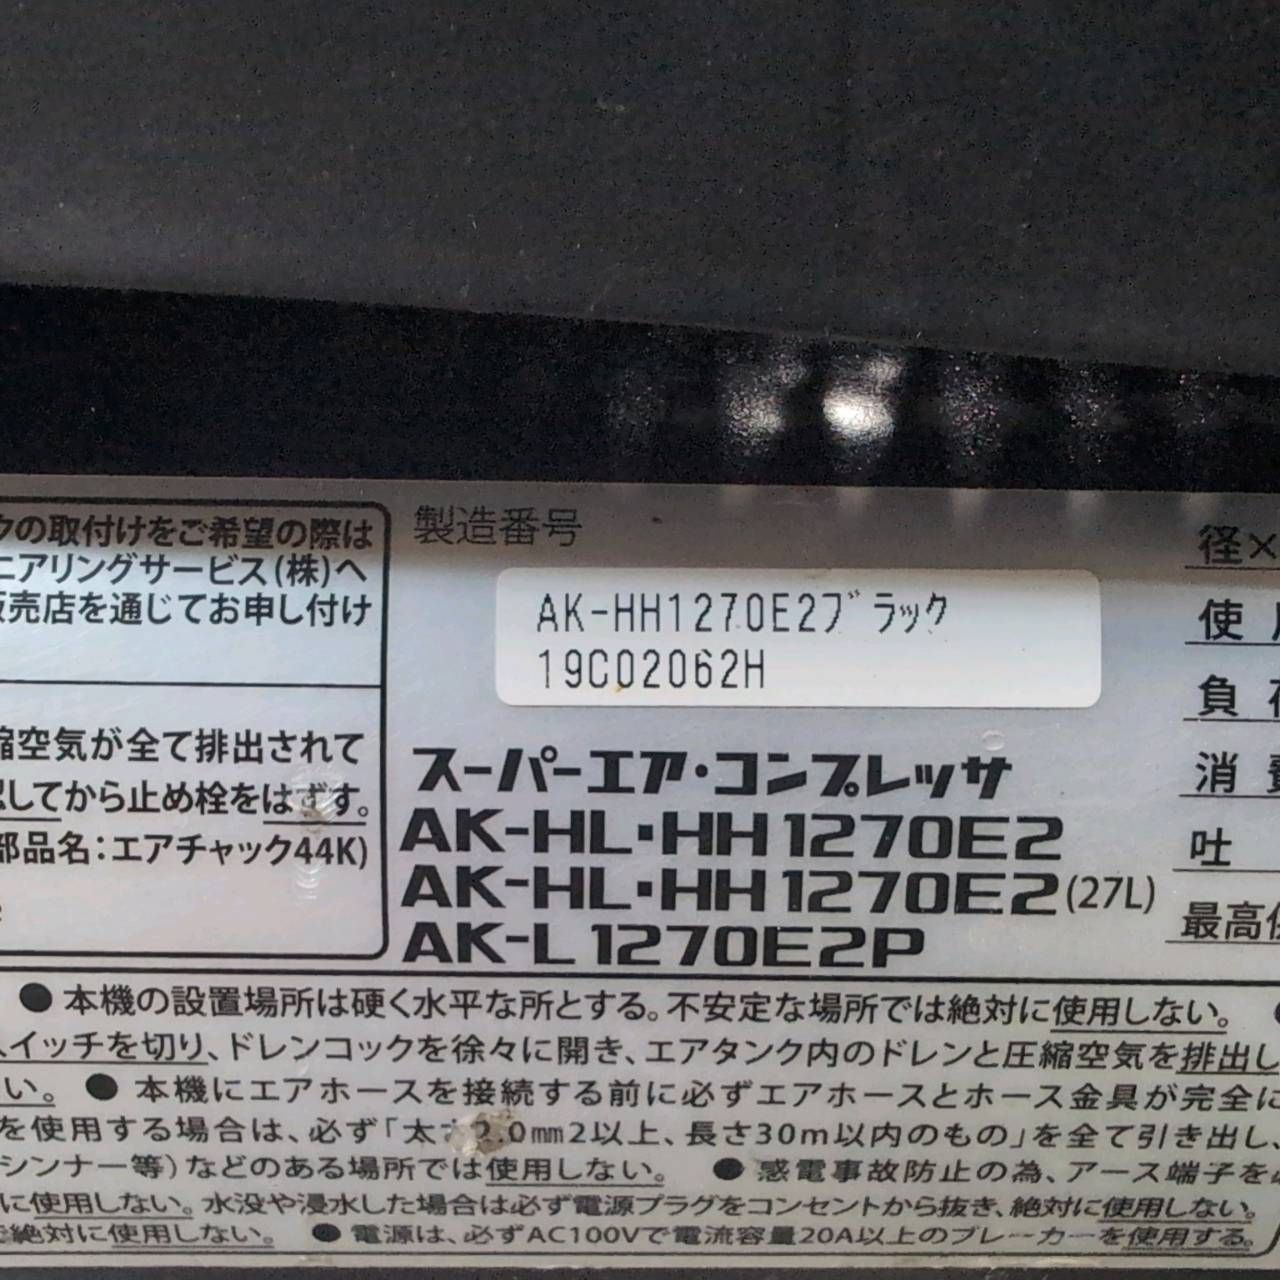 クの取付けをご希望の際は
ニアリングサービス(株)へ
販売店を通じてお申し付け
縮空気が全て排出されて
してから止め栓をはずす。
部品名:エアチャック44K)
製造番号
AK-HH1270E2ブラック
19C02062H
スーパーエア・コンプレッサ
AK-HL・HH1270E2
AK-HL・HH1270E2(27L)
AK-L1270E2P
径×
使
負
消
吐
最高
●本機の設置場所は硬く水平な所とする。不安定な場所では絶対に使用しない。
スイッチを切り、ドレンコックを徐々に開き、エアタンク内のドレンと圧縮空気を排出し
い。●本機にエアホースを接続する前に必ずエアホースとホース金具が完全に
を使用する場合は、必ず「太さ2.0mm2以上、長さ30m以内のもの」を全て引き出し、
シンナー等)などのある場所では使用しない。●感電事故防止の為、アース端子を
に使用しない。水没や浸水した場合は必ず電源プラグをコンセントから抜き、絶対に使用しない。
で絶対に使用しない。●電源は、必ずAC100Vで電流容量20A以上のブレーカーを使用する。